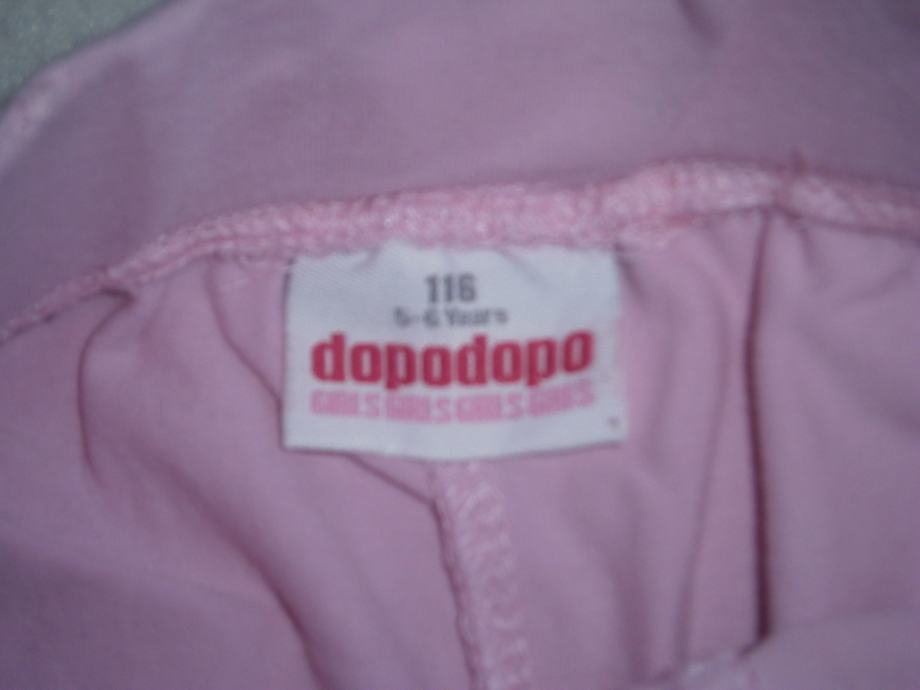 116
5-6 Years
dopodopo
GIRLS GIRLS GIRLS GIRLS